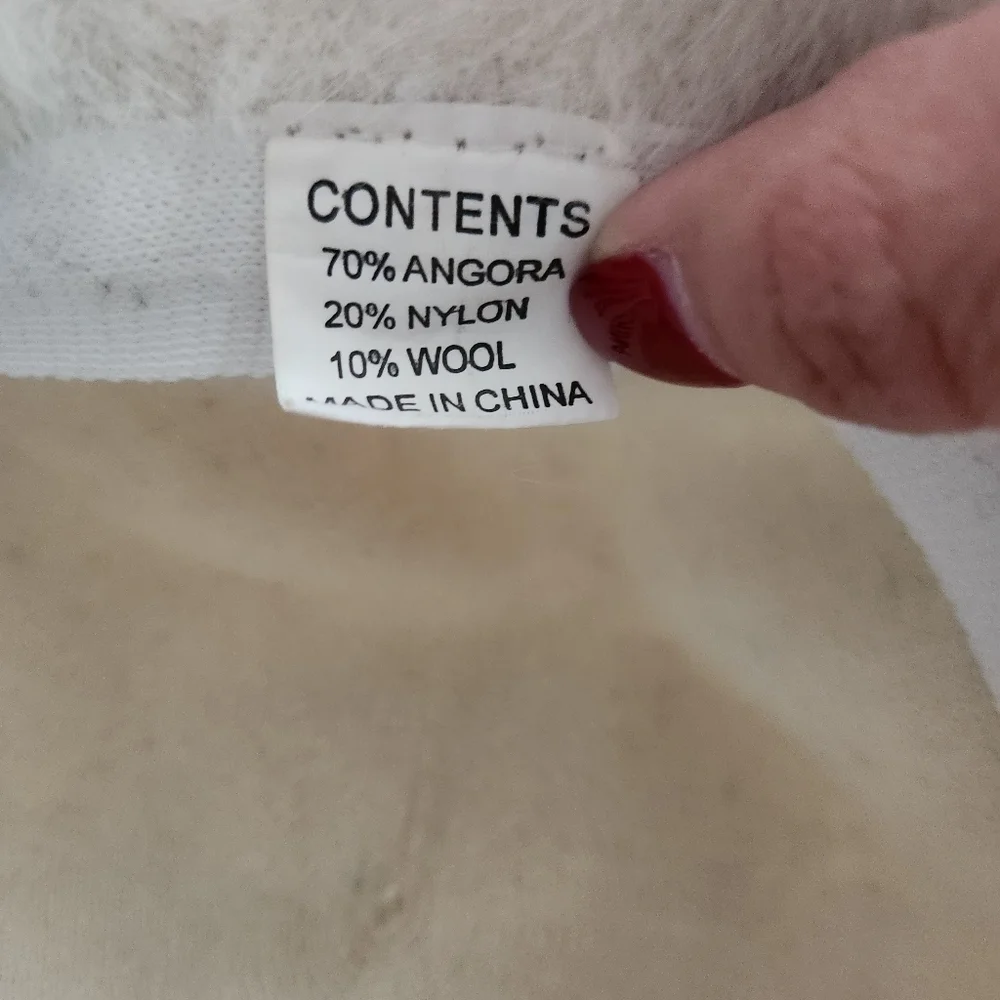 CONTENTS
70% ANGORA
20% NYLON
10% WOOL
MADE IN CHINA